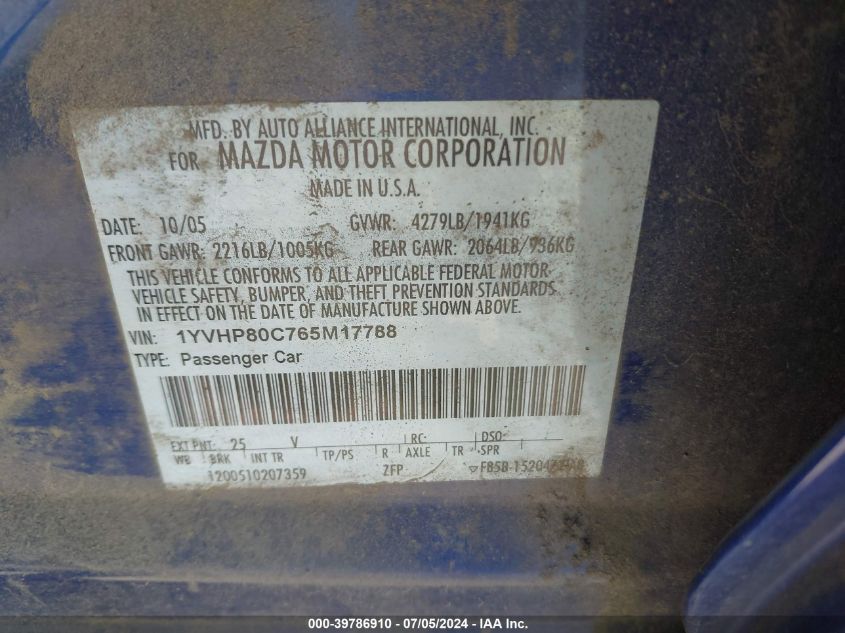 MFD. BY AUTO ALLIANCE INTERNATIONAL, INC.
FOR MAZDA MOTOR CORPORATION
MADE IN U.S.A.
DATE: 10/05 GVWR: 4279LB/1941KG
FRONT GAWR: 2216LB/1005KG REAR GAWR: 2064LB/936KG
THIS VEHICLE CONFORMS TO ALL APPLICABLE FEDERAL MOTOR
VEHICLE SAFETY, BUMPER, AND THEFT PREVENTION STANDARDS
IN EFFECT ON THE DATE OF MANUFACTURE SHOWN ABOVE.
VIN: 1YVHP80C765M17788
TYPE: Passenger Car
EXT PNT: 25 V RC: DSO:
WB BRK INT TR TP/PS R AXLE TR SPR
1200510207359 ZFP
000-39786910 / 07/05/2024 - IAA Inc.